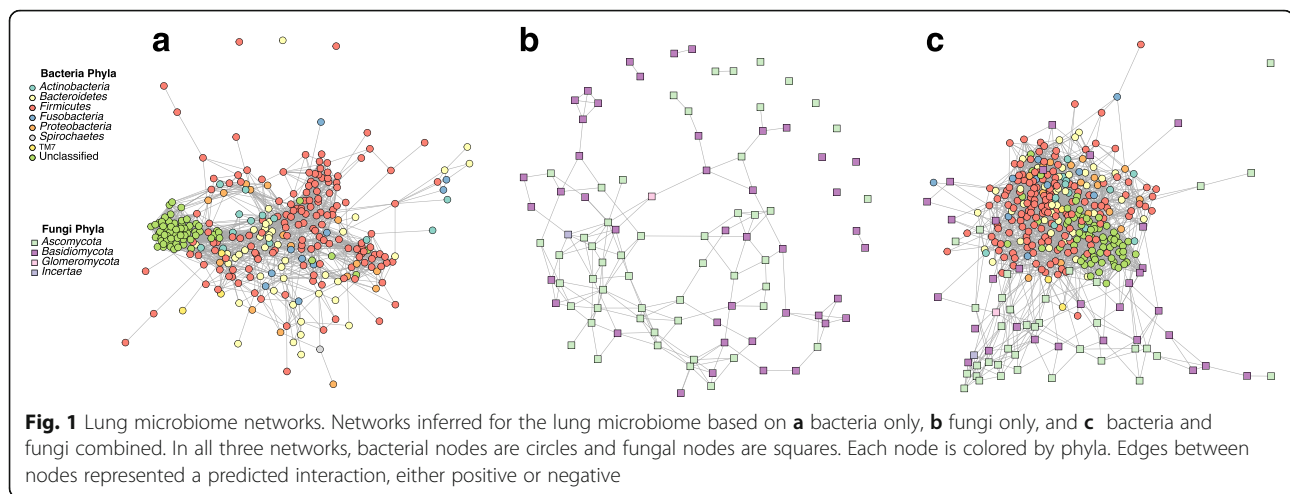 a
b
c
Bacteria Phyla
Actinobacteria
Bacteroidetes
Firmicutes
Fusobacteria
Proteobacteria
Spirochaetes
TM7
Unclassified
Fungi Phyla
Ascomycota
Basidiomycota
Glomeromycota
Incertae
Fig. 1 Lung microbiome networks. Networks inferred for the lung microbiome based on a bacteria only, b fungi only, and c bacteria and
fungi combined. In all three networks, bacterial nodes are circles and fungal nodes are squares. Each node is colored by phyla. Edges between
nodes represented a predicted interaction, either positive or negative